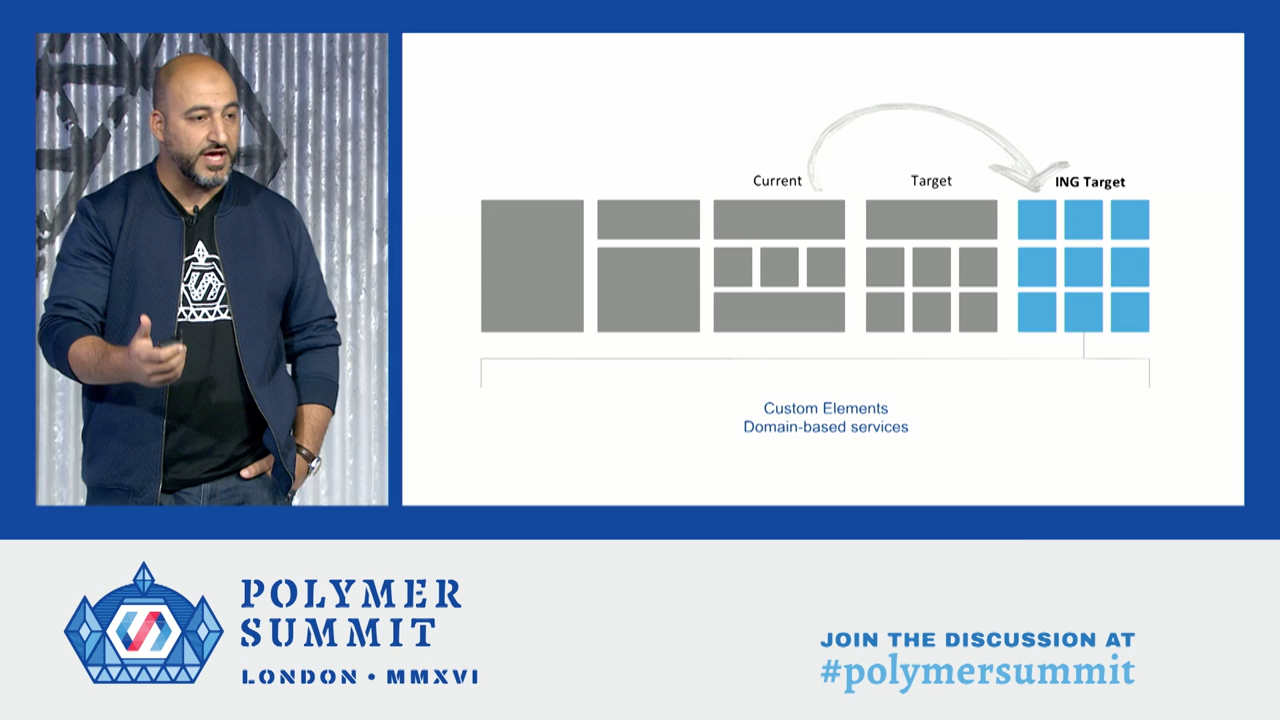 Current
Target
ING Target
Custom Elements
Domain-based services
POLYMER
SUMMIT
LONDON • MMXVI
JOIN THE DISCUSSION AT
#polymersummit